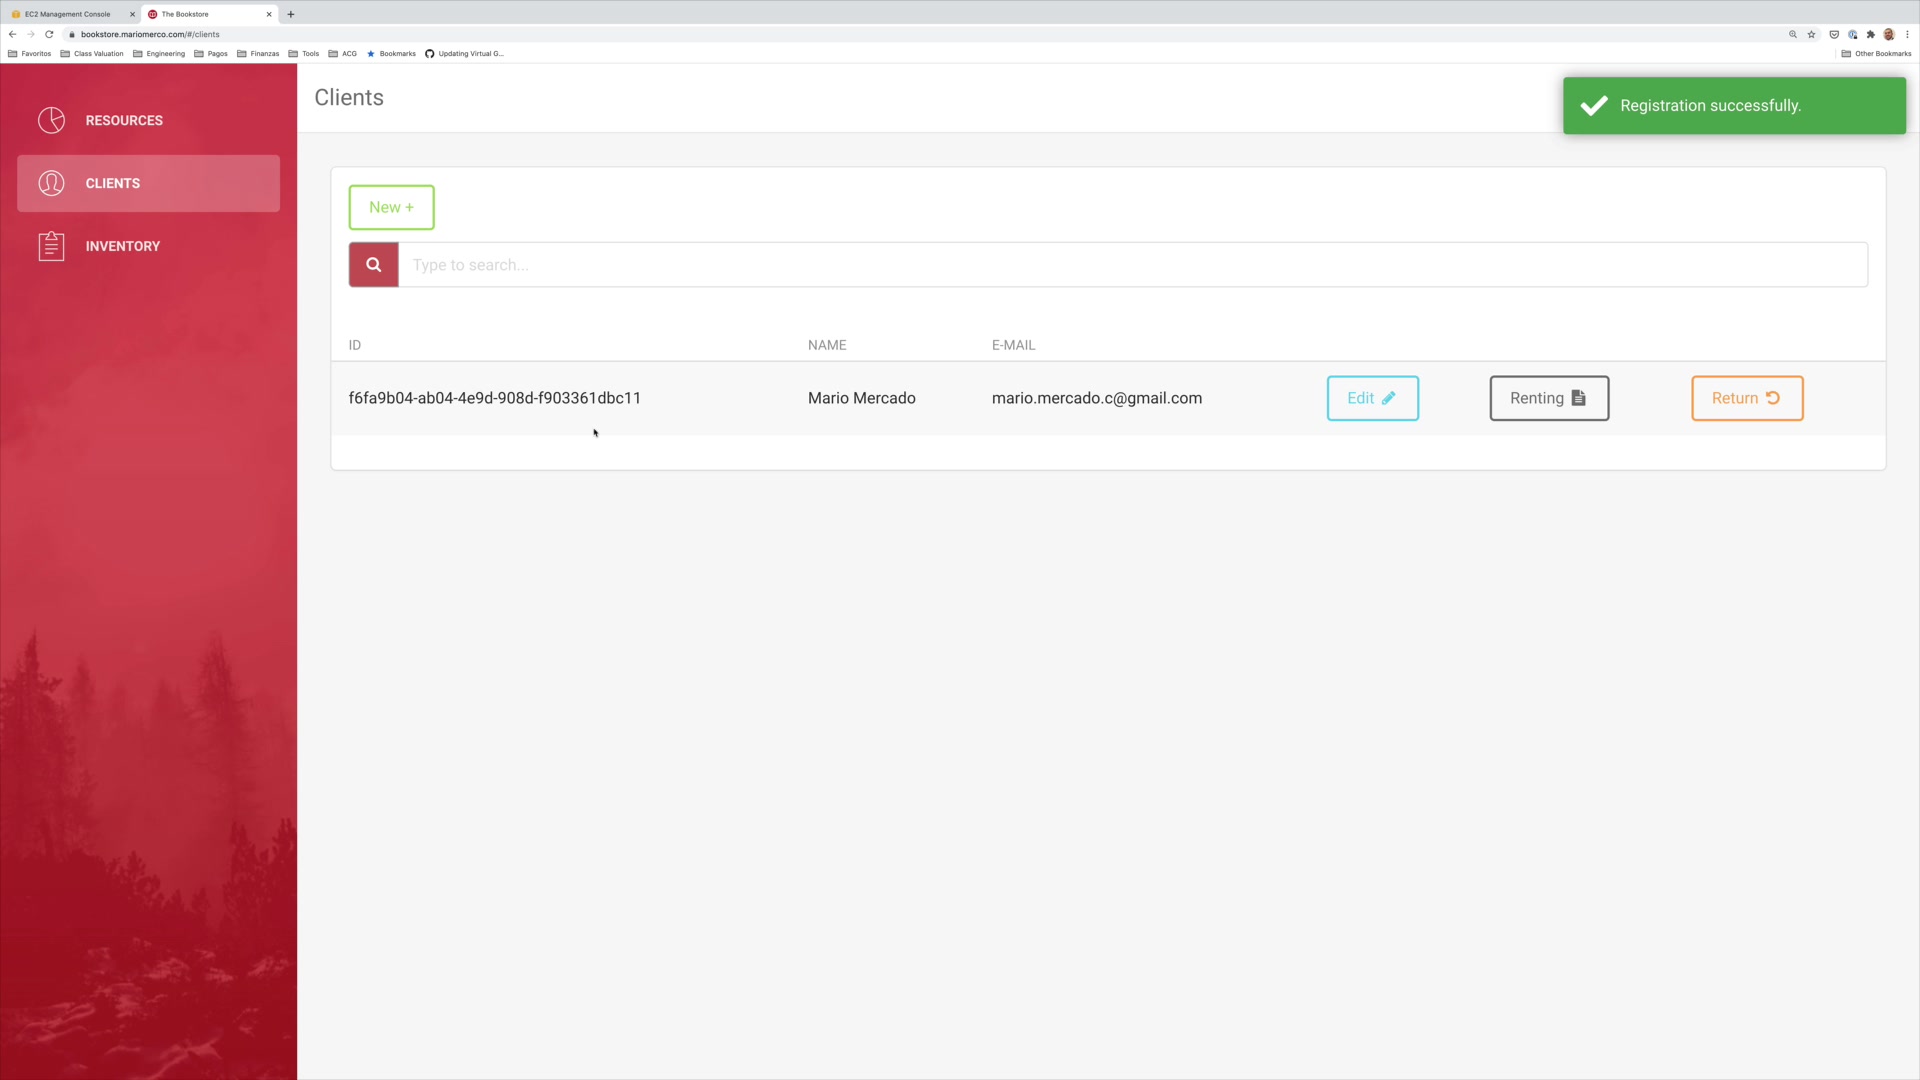 EC2 Management Console
The Bookstore
bookstore.mariomerco.com/#/clients
Favoritos
Class Valuation
Engineering
Pagos
Finanzas
Tools
ACG
Bookmarks
Updating Virtual G...
Other Bookmarks
RESOURCES
CLIENTS
INVENTORY
Clients
Registration successfully.
New +
Type to search...
ID NAME E-MAIL
f6fa9b04-ab04-4e9d-908d-f903361dbc11 Mario Mercado mario.mercado.c@gmail.com Edit Renting Return